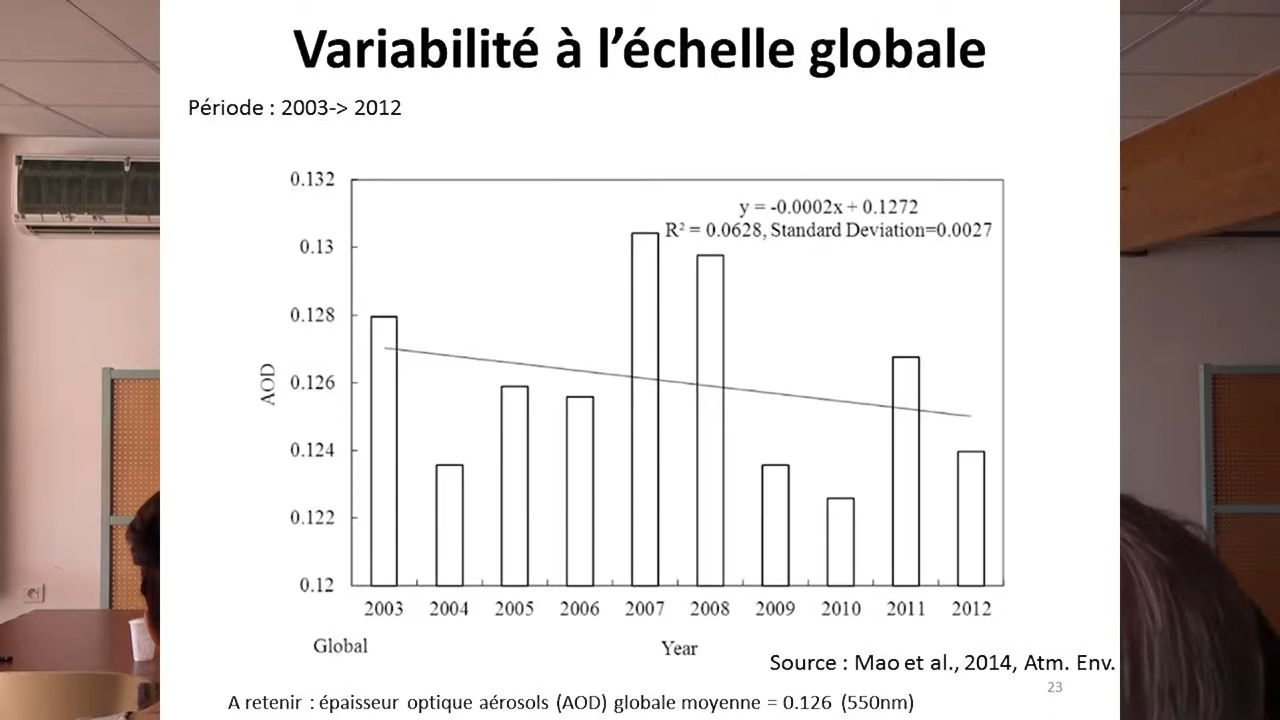 Variabilité à l’échelle globale
Période : 2003-> 2012
0.132
0.13
0.128
0.126
0.124
0.122
0.12
AOD
y = -0.0002x + 0.1272
R² = 0.0628, Standard Deviation=0.0027
2003 2004 2005 2006 2007 2008 2009 2010 2011 2012
Global Year
Source : Mao et al., 2014, Atm. Env.
23
A retenir : épaisseur optique aérosols (AOD) globale moyenne = 0.126 (550nm)